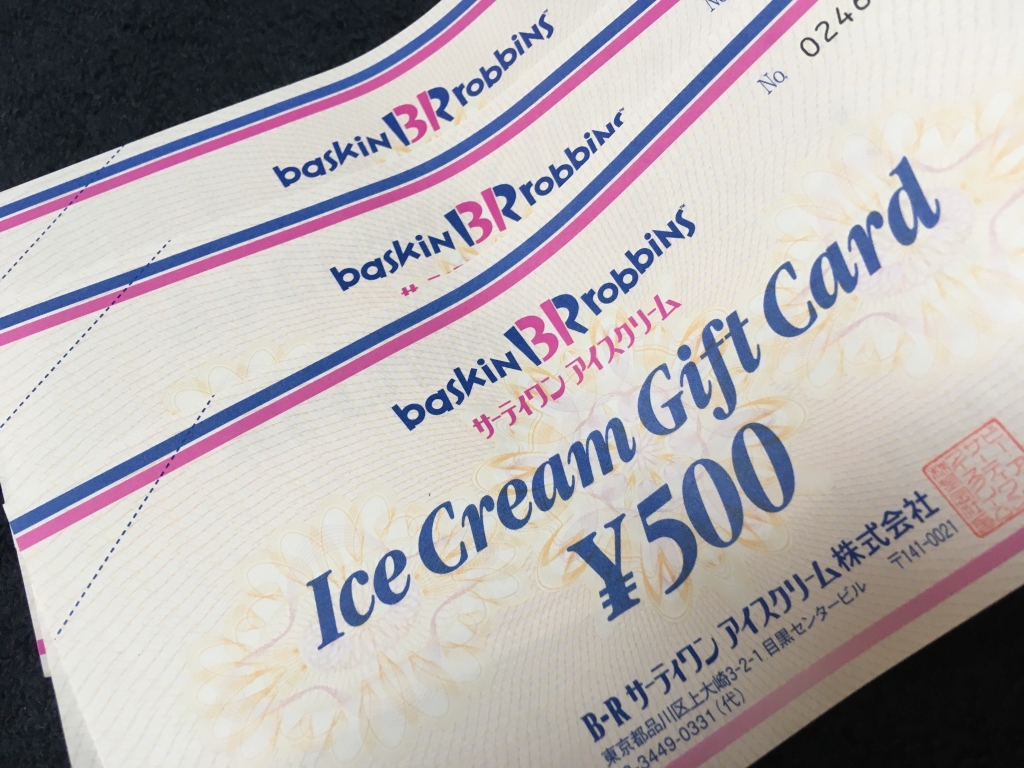 baskin BR robbins
No.
baskin BR robbins
No. 0246
baskin BR robbins
サーティワン アイスクリーム
Ice Cream Gift Card
¥500
B-R サーティワン アイスクリーム株式会社
東京都品川区上大崎3-2-1 目黒センタービル 〒141-0021
3-3449-0331 (代)